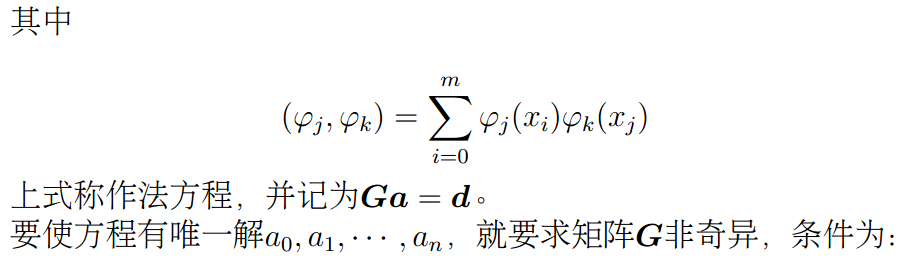 其中
(φ_j, φ_k) = ∑_{i=0}^{m} φ_j(x_i)φ_k(x_j)
上式称作法方程，并记为Ga = d。
要使方程有唯一解a_0, a_1, ⋯ , a_n，就要求矩阵G非奇异，条件为：